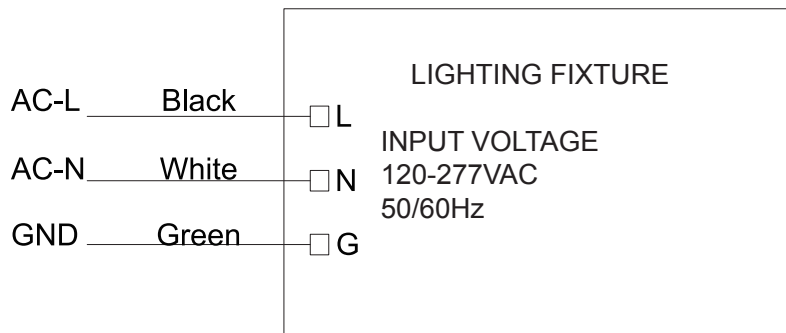 LIGHTING FIXTURE
AC-L Black L
INPUT VOLTAGE
120-277VAC
AC-N White N
50/60Hz
GND Green G